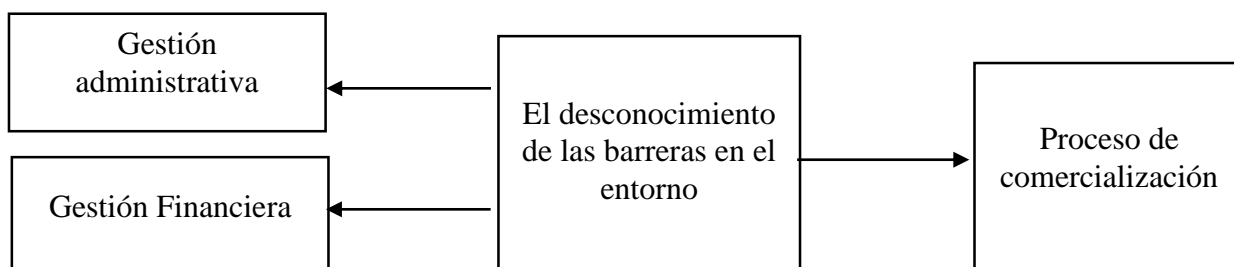 Gestión
administrativa
Gestión Financiera
El desconocimiento
de las barreras en el
entorno
Proceso de
comercialización